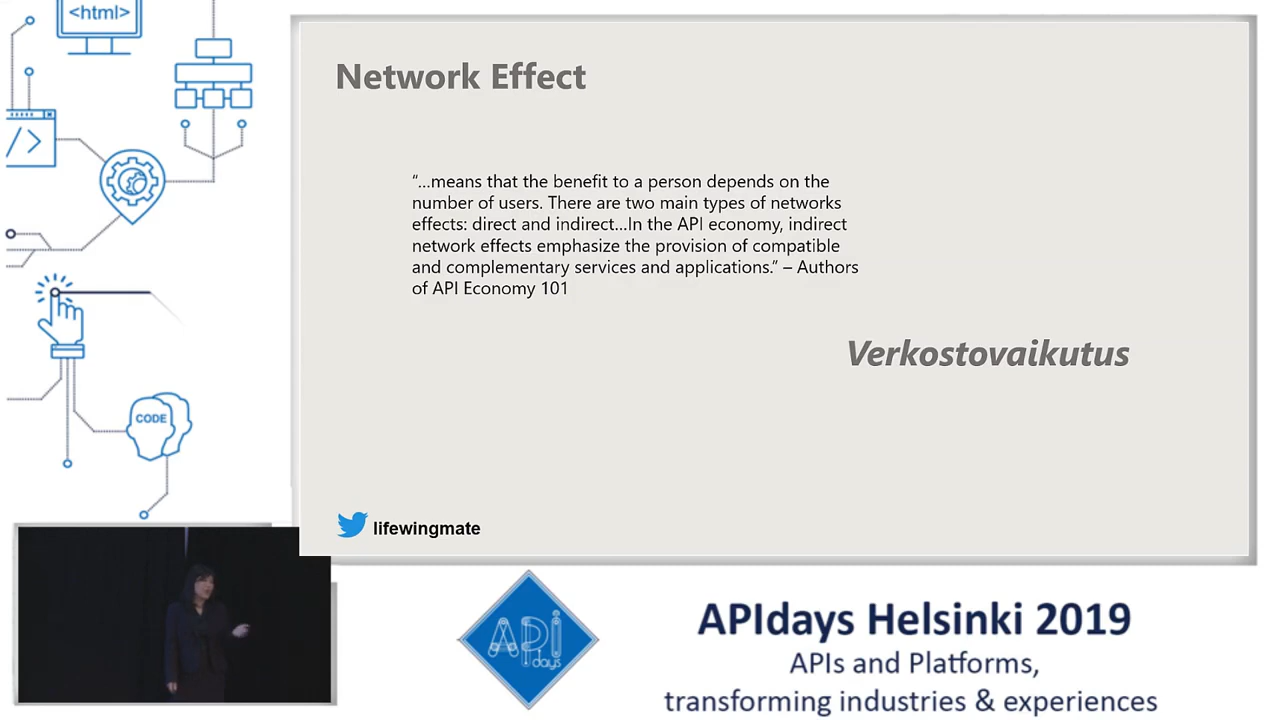 <html>
Network Effect
“...means that the benefit to a person depends on the
number of users. There are two main types of networks
effects: direct and indirect...In the API economy, indirect
network effects emphasize the provision of compatible
and complementary services and applications.” – Authors
of API Economy 101
Verkostovaikutus
lifewingmate
</>
CODE
API
days
APIdays Helsinki 2019
APIs and Platforms,
transforming industries & experiences